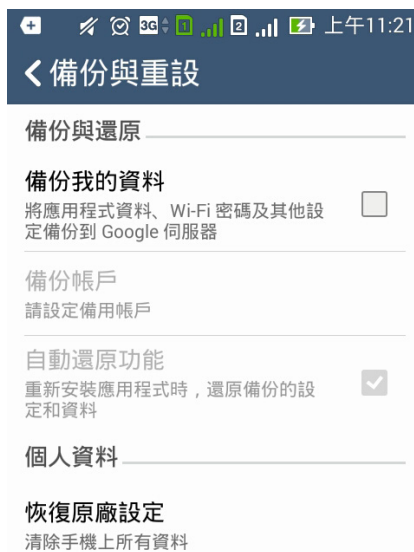 3G 1 2 上午11:21
備份與重設
備份與還原
備份我的資料
將應用程式資料、Wi-Fi 密碼及其他設
定備份到 Google 伺服器
備份帳戶
請設定備用帳戶
自動還原功能
重新安裝應用程式時，還原備份的設
定和資料
個人資料
恢復原廠設定
清除手機上所有資料